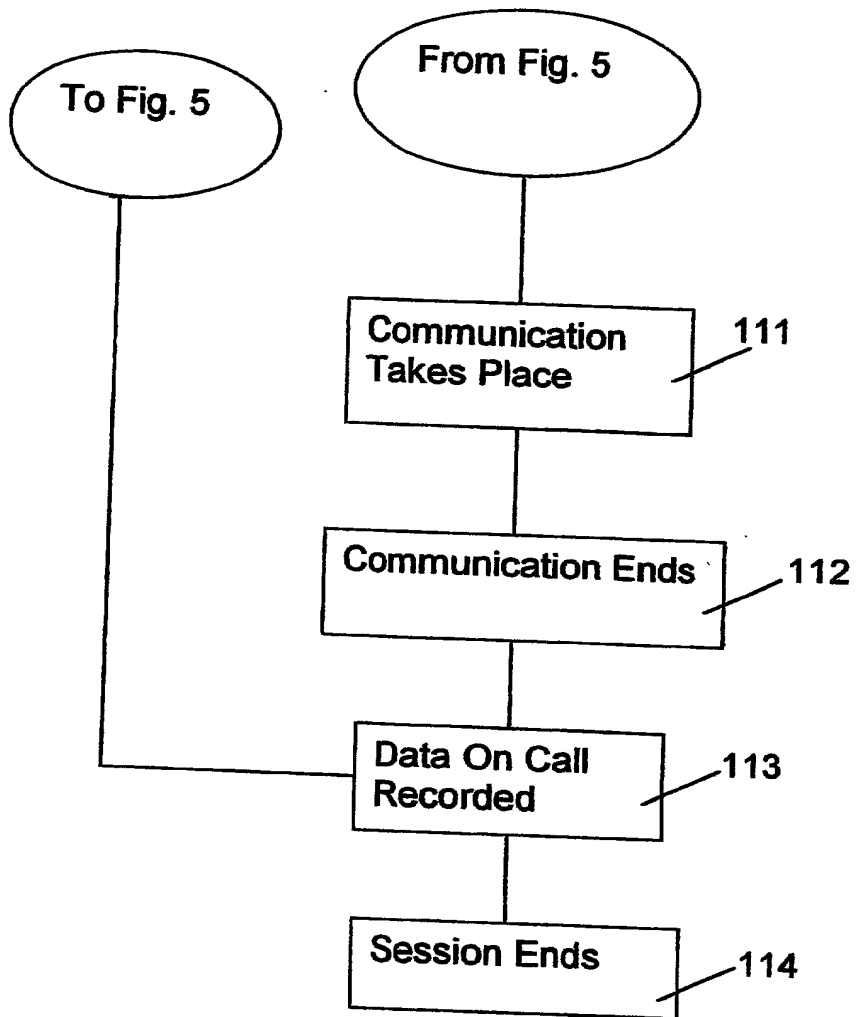 To Fig. 5
From Fig. 5
Communication
Takes Place
111
Communication Ends
112
Data On Call
Recorded
113
Session Ends
114